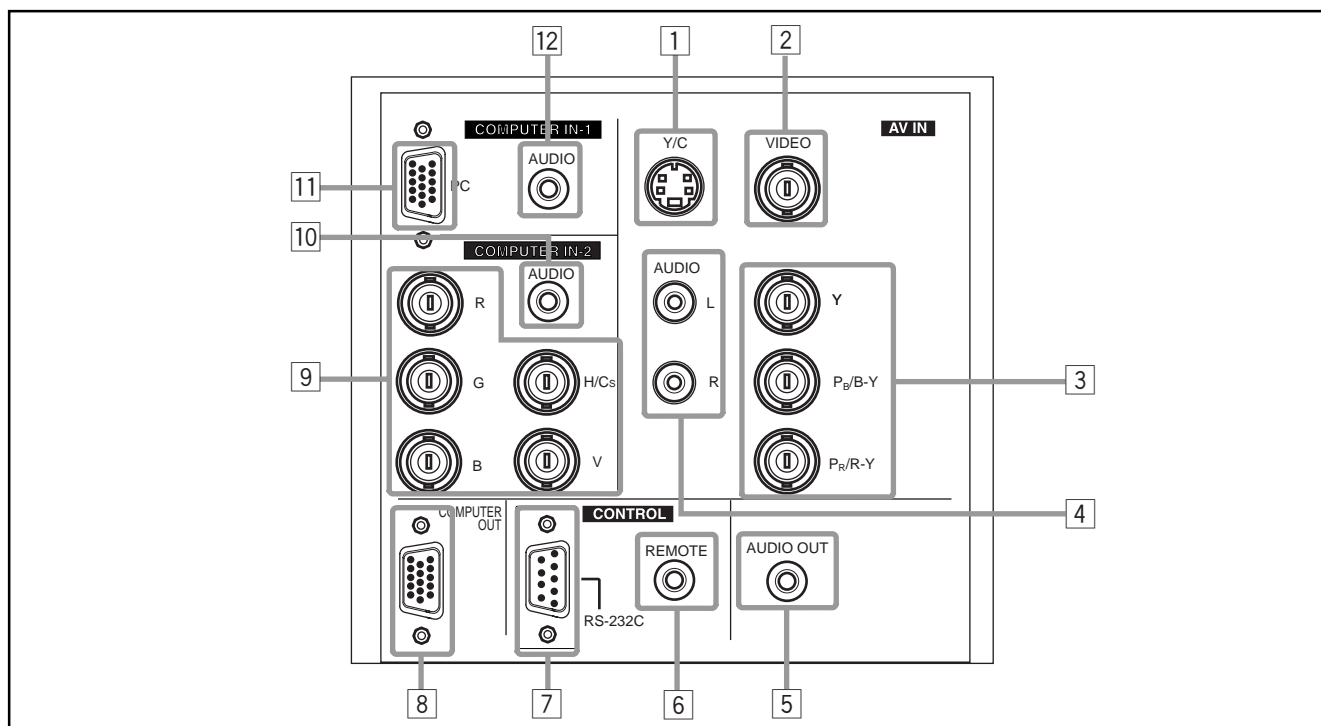 12
1
2
COMPUTER IN-1
AV IN
AUDIO
Y/C
VIDEO
11
PC
10
COMPUTER IN-2
AUDIO
AUDIO
R
L
Y
9
G
H/Cs
R
PB/B-Y
3
B
V
PR/R-Y
4
COMPUTER
OUT
CONTROL
REMOTE
AUDIO OUT
RS-232C
8
7
6
5